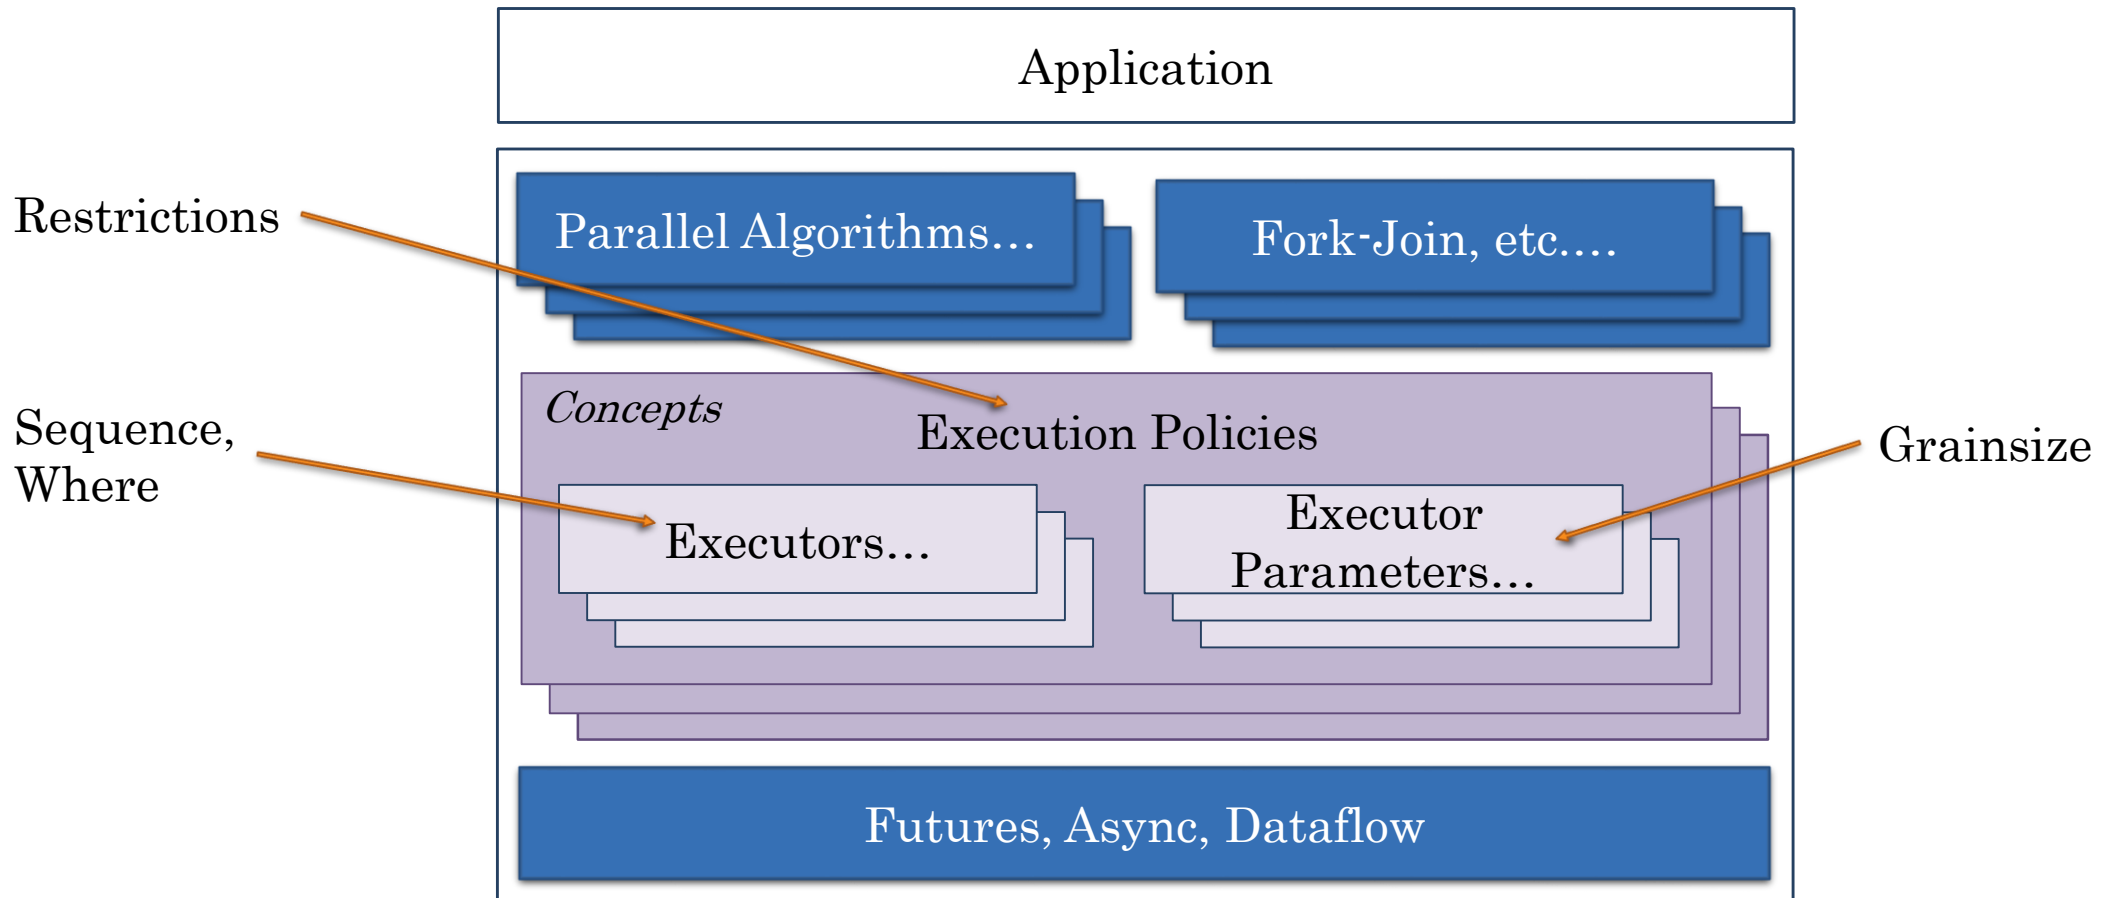 Application
Restrictions
Parallel Algorithms…
Fork-Join, etc.…
Concepts
Execution Policies
Sequence,
Where
Grainsize
Executors…
Executor
Parameters…
Futures, Async, Dataflow